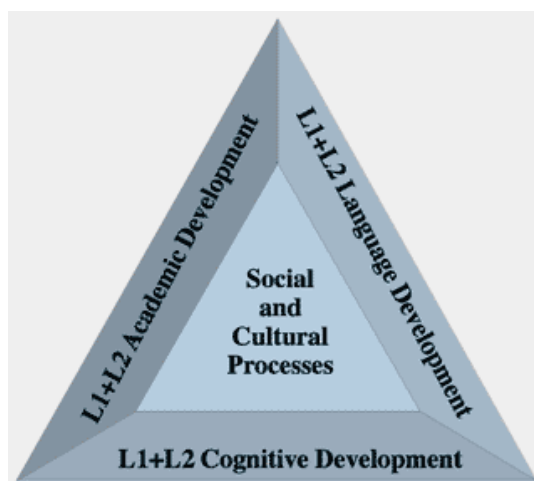 L1+L2 Academic Development
L1+L2 Language Development
Social
and
Cultural
Processes
L1+L2 Cognitive Development